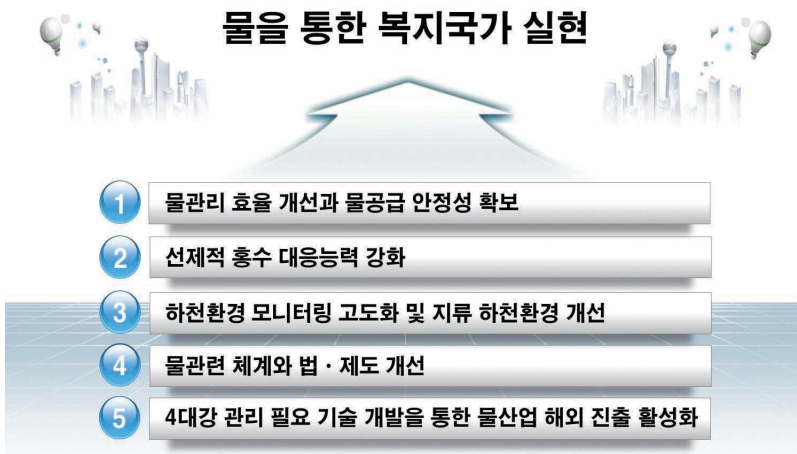 물을 통한 복지국가 실현
1 물관리 효율 개선과 물공급 안정성 확보
2 선제적 홍수 대응능력 강화
3 하천환경 모니터링 고도화 및 지류 하천환경 개선
4 물관련 체계와 법 · 제도 개선
5 4대강 관리 필요 기술 개발을 통한 물산업 해외 진출 활성화